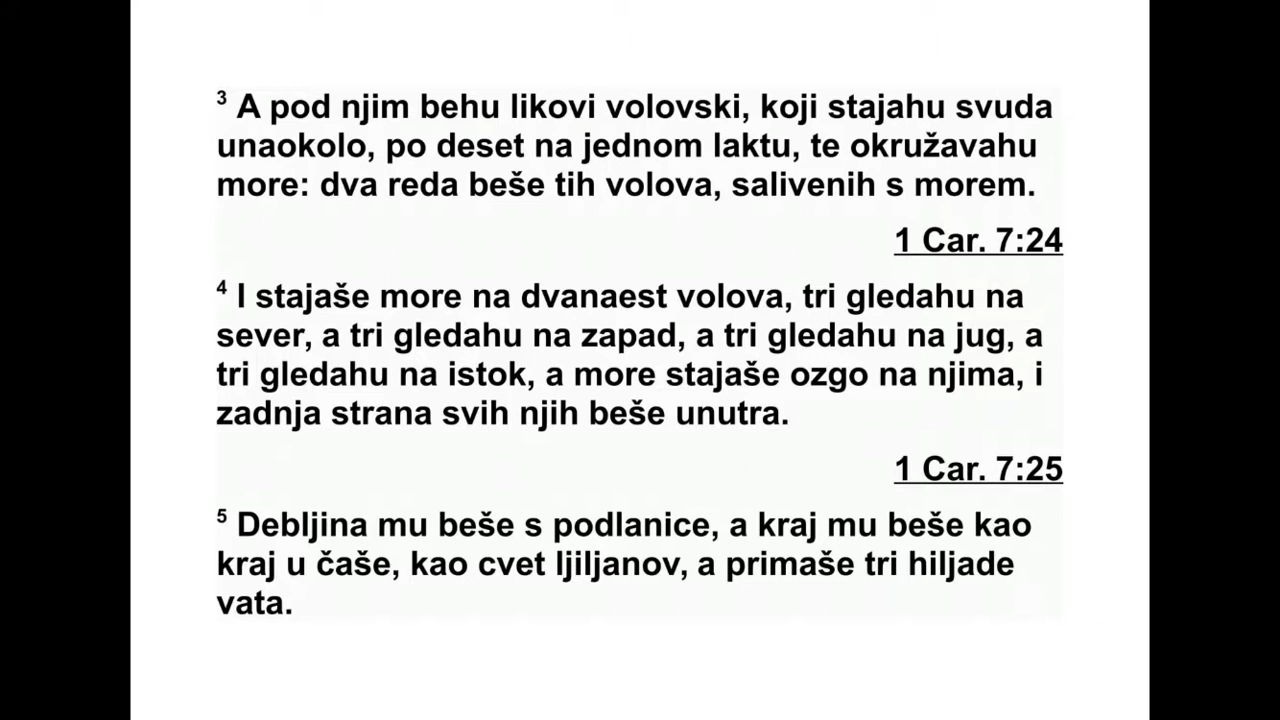 3 A pod njim behu likovi volovski, koji stajahu svuda
unaokolo, po deset na jednom laktu, te okružavahu
more: dva reda beše tih volova, salivenih s morem.
1 Car. 7:24
4 I stajaše more na dvanaest volova, tri gledahu na
sever, a tri gledahu na zapad, a tri gledahu na jug, a
tri gledahu na istok, a more stajaše ozgo na njima, i
zadnja strana svih njih beše unutra.
1 Car. 7:25
5 Debljina mu beše s podlanice, a kraj mu beše kao
kraj u čaše, kao cvet ljiljanov, a primaše tri hiljade
vata.